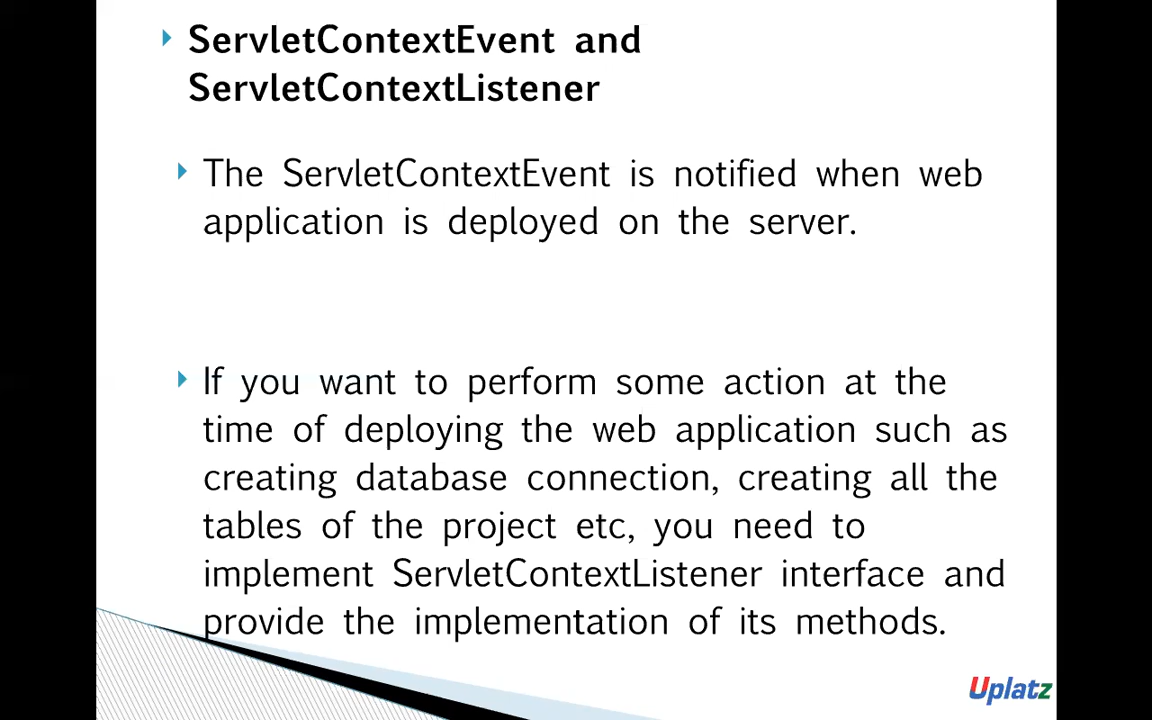 ServletContextEvent and
ServletContextListener
The ServletContextEvent is notified when web
application is deployed on the server.
If you want to perform some action at the
time of deploying the web application such as
creating database connection, creating all the
tables of the project etc, you need to
implement ServletContextListener interface and
provide the implementation of its methods.
Uplatz